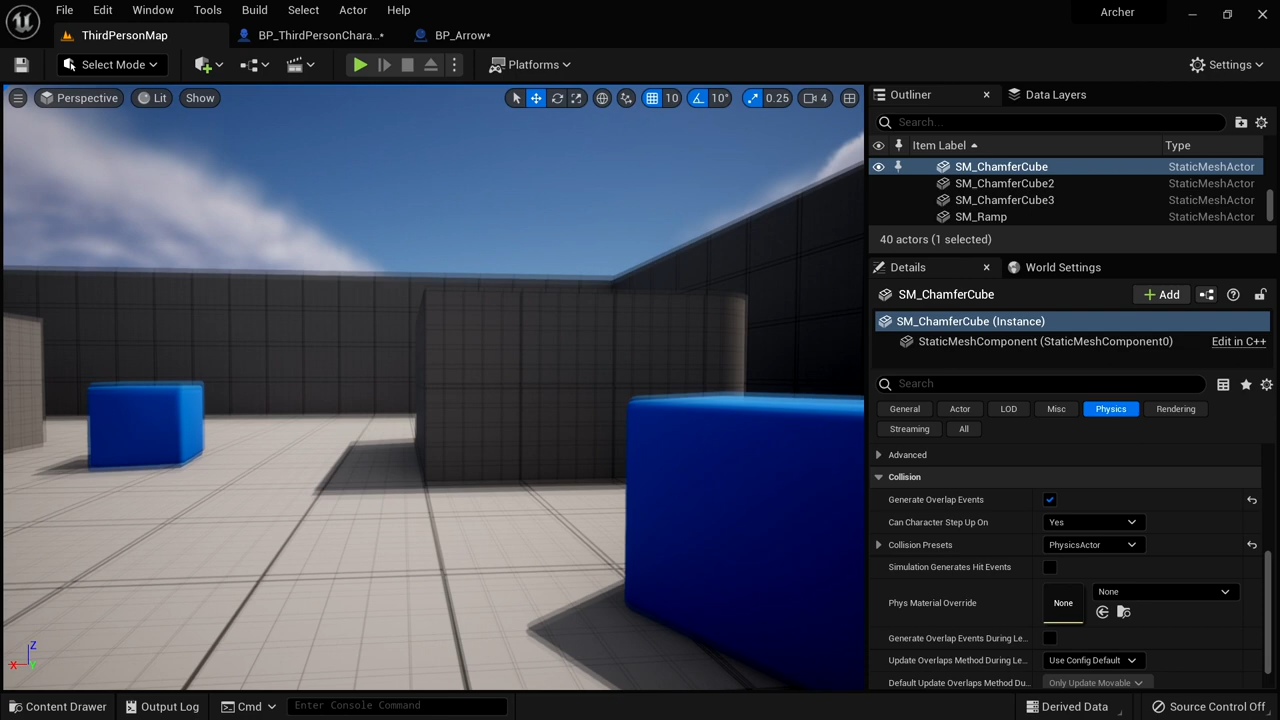 File Edit Window Tools Build Select Actor Help
Archer
ThirdPersonMap
BP_ThirdPersonChara...*
BP_Arrow*
Select Mode
Platforms
Settings
Perspective
Lit
Show
10
10°
0.25
4
Outliner
Data Layers
Search...
Item Label
Type
SM_ChamferCube StaticMeshActor
SM_ChamferCube2 StaticMeshActor
SM_ChamferCube3 StaticMeshActor
SM_Ramp StaticMeshActor
40 actors (1 selected)
Details
World Settings
SM_ChamferCube
Add
SM_ChamferCube (Instance)
StaticMeshComponent (StaticMeshComponent0)
Edit in C++
Search
General Actor LOD Misc Physics Rendering
Streaming All
Advanced
Collision
Generate Overlap Events
Can Character Step Up On Yes
Collision Presets PhysicsActor
Simulation Generates Hit Events
Phys Material Override None None
Generate Overlap Events During Le...
Update Overlaps Method During Le... Use Config Default
Default Update Overlaps Method Du... Only Update Movable
Z
X
Y
Content Drawer
Output Log
Cmd
Enter Console Command
Derived Data
Source Control Off